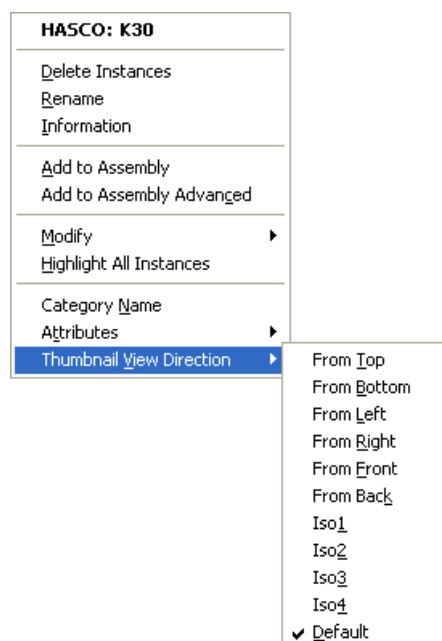 HASCO: K30
Delete Instances
Rename
Information
Add to Assembly
Add to Assembly Advanced
Modify
Highlight All Instances
Category Name
Attributes
Thumbnail View Direction
From Top
From Bottom
From Left
From Right
From Front
From Back
Iso1
Iso2
Iso3
Iso4
Default